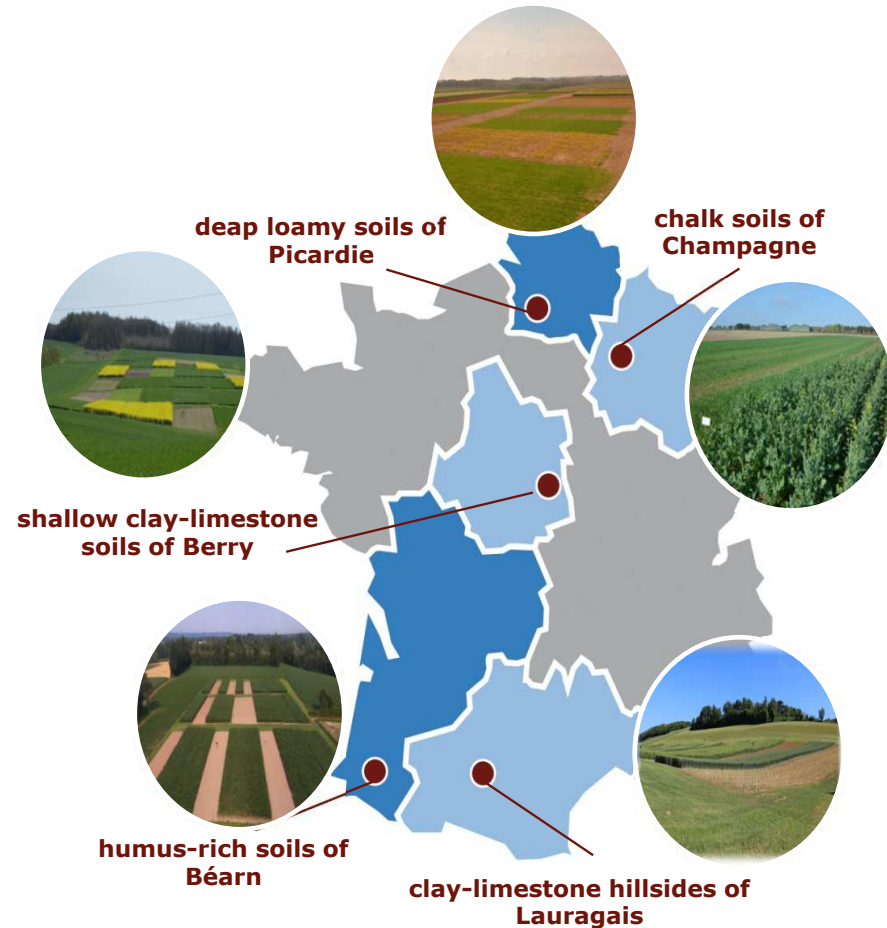 deap loamy soils of
Picardie
chalk soils of
Champagne
shallow clay-limestone
soils of Berry
humus-rich soils of
Béarn
clay-limestone hillsides of
Lauragais